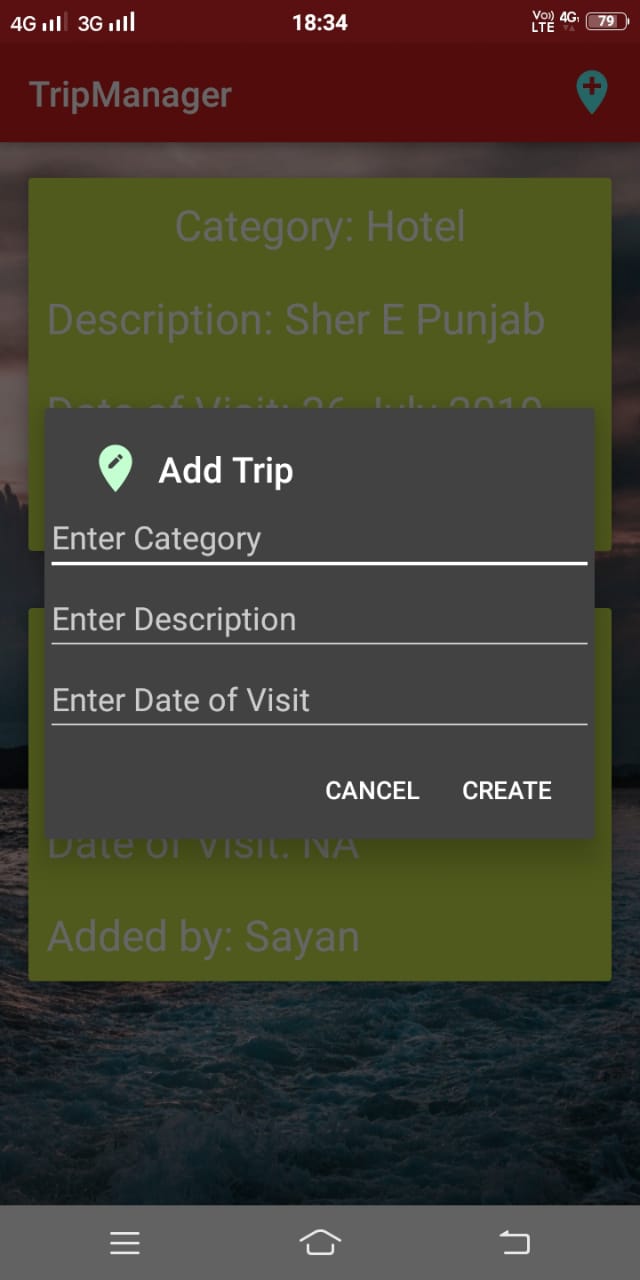 4G 3G 18:34 Vo)) LTE 4G 79
TripManager
Category: Hotel
Description: Sher E Punjab
Date of Visit: 26 July 2019
Add Trip
Enter Category
Enter Description
Enter Date of Visit
CANCEL CREATE
Date of Visit: NA
Added by: Sayan